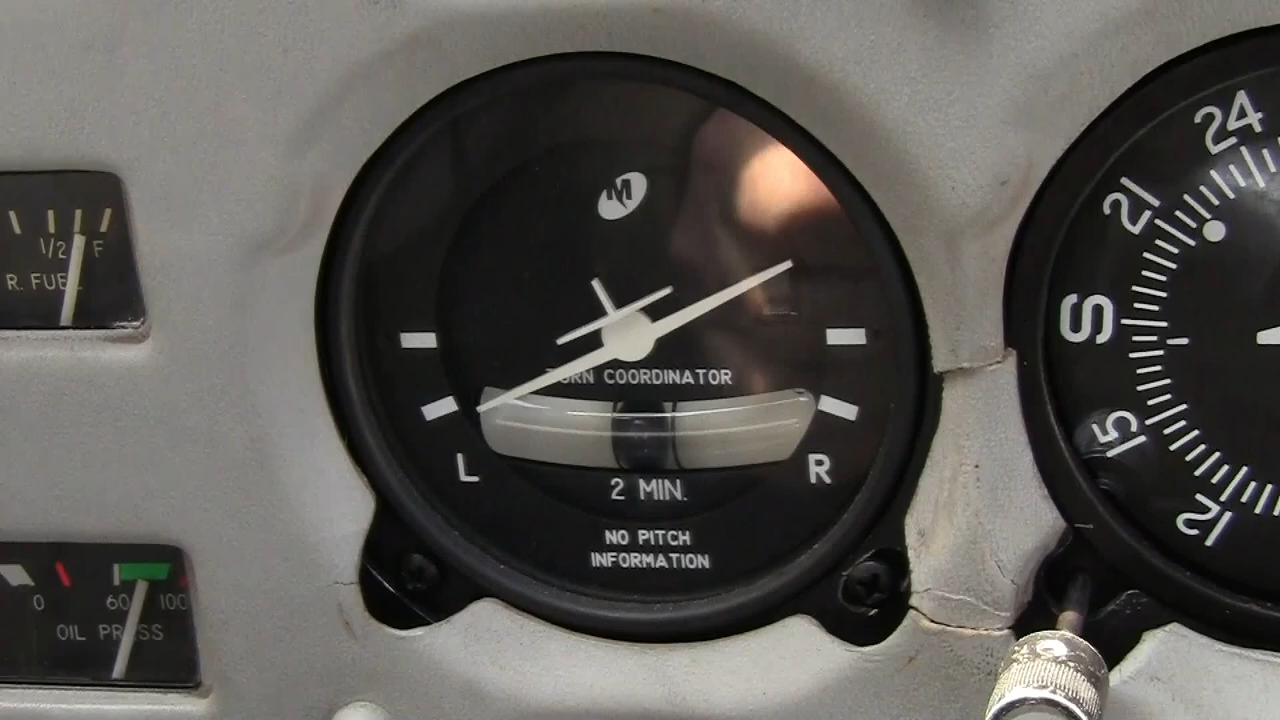 M
TURN COORDINATOR
L
R
2 MIN.
NO PITCH
INFORMATION
1/2 F
R. FUEL
0 60 100
OIL PRESS
24
21
S
15
12